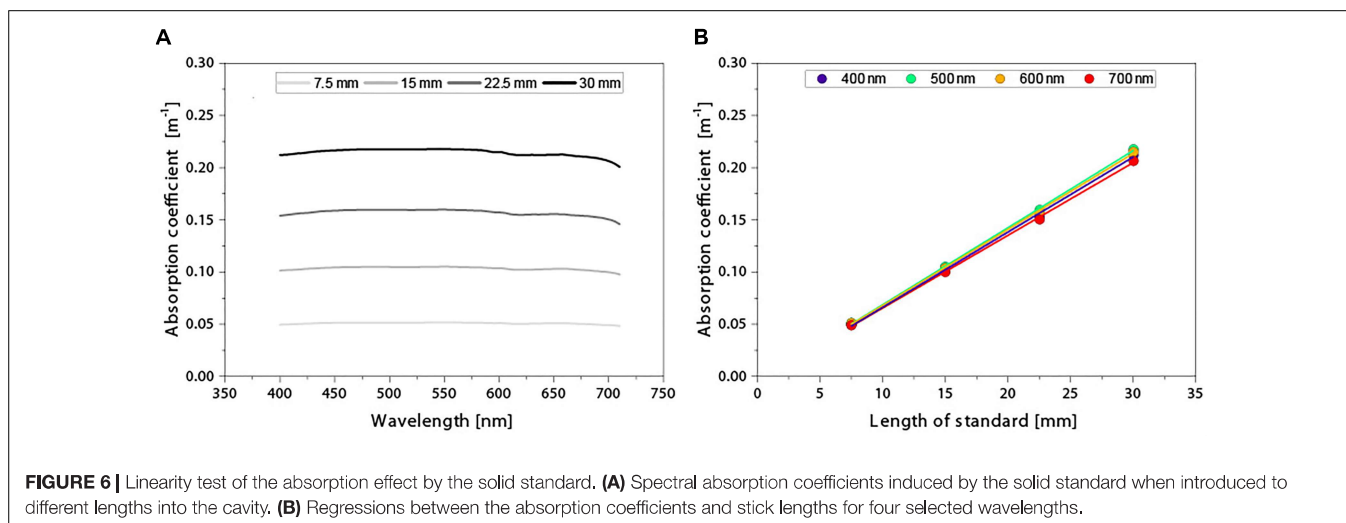 A
0.30
0.25
0.20
0.15
0.10
0.05
0.00
Absorption coefficient [m⁻¹]
7.5 mm 15 mm 22.5 mm 30 mm
350 400 450 500 550 600 650 700 750
Wavelength [nm]
B
0.30
0.25
0.20
0.15
0.10
0.05
0.00
Absorption coefficient [m⁻¹]
400 nm 500 nm 600 nm 700 nm
0 5 10 15 20 25 30 35
Length of standard [mm]
FIGURE 6 | Linearity test of the absorption effect by the solid standard. (A) Spectral absorption coefficients induced by the solid standard when introduced to
different lengths into the cavity. (B) Regressions between the absorption coefficients and stick lengths for four selected wavelengths.